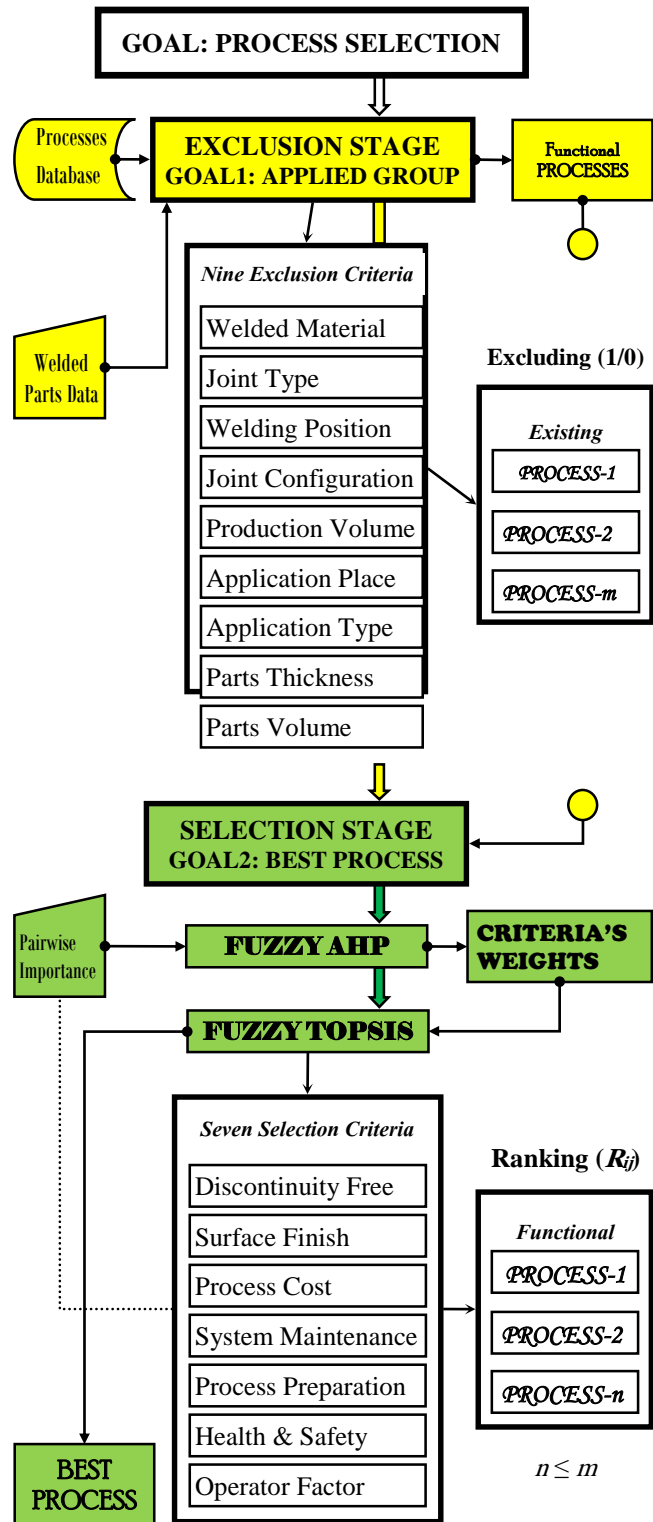 GOAL: PROCESS SELECTION
Processes
Database
EXCLUSION STAGE
GOAL1: APPLIED GROUP
Functional
PROCESSES
Nine Exclusion Criteria
Welded Material
Joint Type
Welding Position
Joint Configuration
Production Volume
Application Place
Application Type
Parts Thickness
Parts Volume
Welded
Parts Data
Excluding (1/0)
Existing
PROCESS-1
PROCESS-2
PROCESS-m
SELECTION STAGE
GOAL2: BEST PROCESS
Pairwise
Importance
FUZZY AHP
CRITERIA'S
WEIGHTS
FUZZY TOPSIS
Seven Selection Criteria
Discontinuity Free
Surface Finish
Process Cost
System Maintenance
Process Preparation
Health & Safety
Operator Factor
Ranking (Rij)
Functional
PROCESS-1
PROCESS-2
PROCESS-n
n ≤ m
BEST
PROCESS